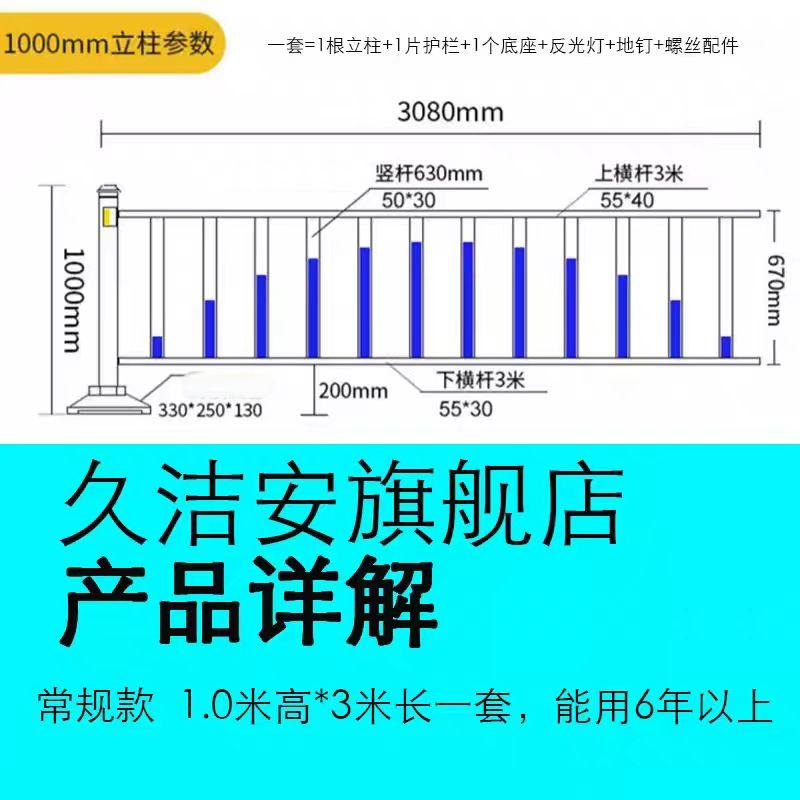 1000mm立柱参数
一套=1根立柱+1片护栏+1个底座+反光灯+地钉+螺丝配件
3080mm
竖杆630mm
50*30
上横杆3米
55*40
1000mm
670mm
330*250*130
200mm
下横杆3米
55*30
久洁安旗舰店
产品详解
常规款 1.0米高*3米长一套，能用6年以上